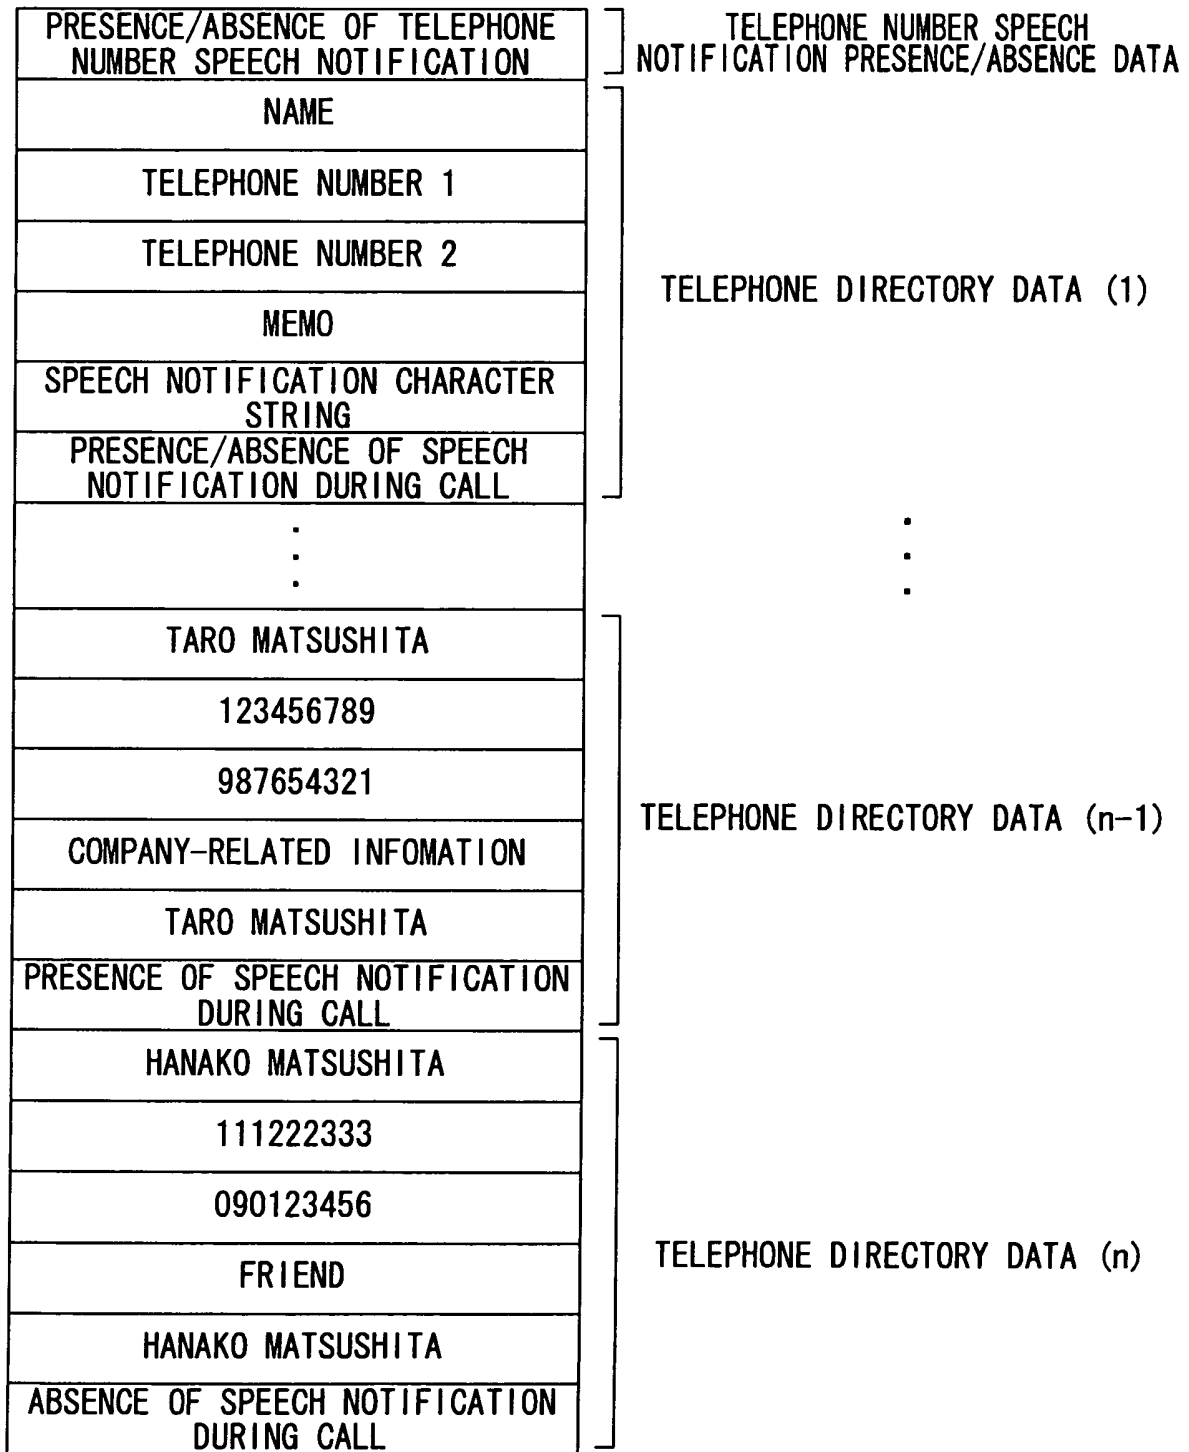 PRESENCE/ABSENCE OF TELEPHONE
NUMBER SPEECH NOTIFICATION
TELEPHONE NUMBER SPEECH
NOTIFICATION PRESENCE/ABSENCE DATA
NAME
TELEPHONE NUMBER 1
TELEPHONE NUMBER 2
MEMO
SPEECH NOTIFICATION CHARACTER
STRING
PRESENCE/ABSENCE OF SPEECH
NOTIFICATION DURING CALL
TELEPHONE DIRECTORY DATA (1)
TARO MATSUSHITA
123456789
987654321
COMPANY-RELATED INFOMATION
TARO MATSUSHITA
PRESENCE OF SPEECH NOTIFICATION
DURING CALL
TELEPHONE DIRECTORY DATA (n-1)
HANAKO MATSUSHITA
111222333
090123456
FRIEND
HANAKO MATSUSHITA
ABSENCE OF SPEECH NOTIFICATION
DURING CALL
TELEPHONE DIRECTORY DATA (n)